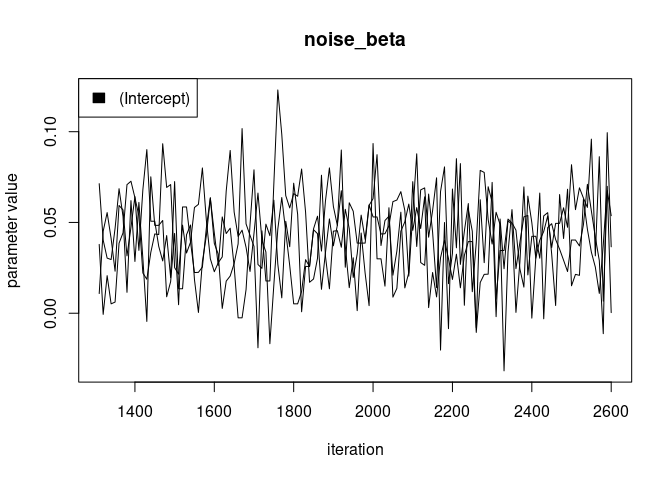 noise_beta
(Intercept)
parameter value
0.10
0.05
0.00
1400 1600 1800 2000 2200 2400 2600
iteration